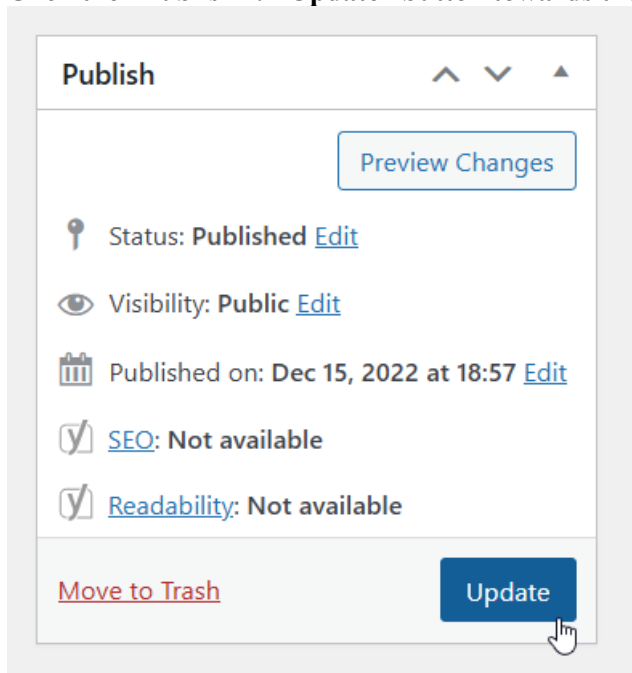 Publish
Preview Changes
Status: Published Edit
Visibility: Public Edit
Published on: Dec 15, 2022 at 18:57 Edit
SEO: Not available
Readability: Not available
Move to Trash
Update